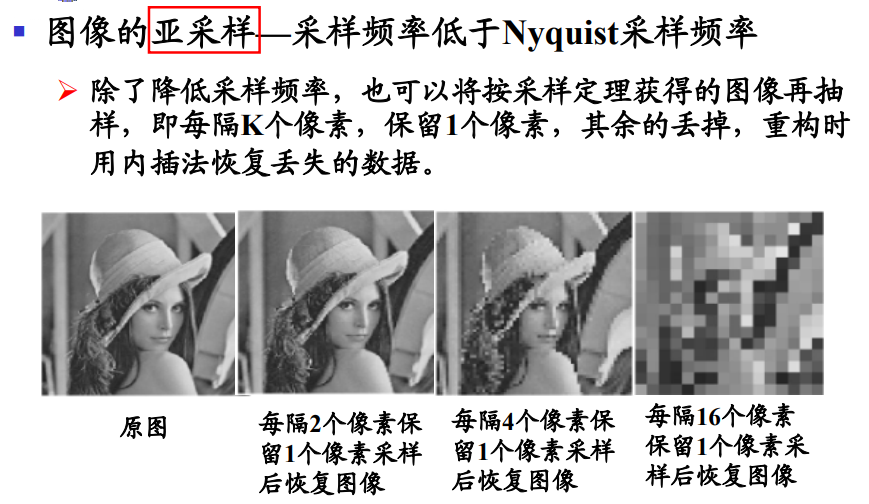 图像的亚采样—采样频率低于Nyquist采样频率
除了降低采样频率，也可以将按采样定理获得的图像再抽
样，即每隔K个像素，保留1个像素，其余的丢掉，重构时
用内插法恢复丢失的数据。
原图
每隔2个像素保
留1个像素采样
后恢复图像
每隔4个像素保
留1个像素采样
后恢复图像
每隔16个像素
保留1个像素采
样后恢复图像